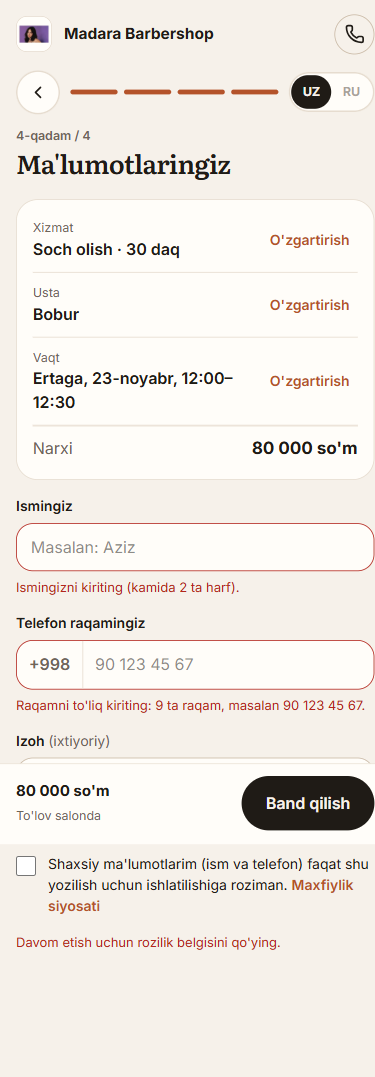 Madara Barbershop
UZ RU
4-qadam / 4
Ma'lumotlaringiz
Xizmat
Soch olish · 30 daq
O'zgartirish
Usta
Bobur
O'zgartirish
Vaqt
Ertaga, 23-noyabr, 12:00–
12:30
O'zgartirish
Narxi 80 000 so'm
Ismingiz
Masalan: Aziz
Ismingizni kiriting (kamida 2 ta harf).
Telefon raqamingiz
+998 90 123 45 67
Raqamni to'liq kiriting: 9 ta raqam, masalan 90 123 45 67.
Izoh (ixtiyoriy)
80 000 so'm
To'lov salonda
Band qilish
Shaxsiy ma'lumotlarim (ism va telefon) faqat shu
yozilish uchun ishlatilishiga roziman. Maxfiylik
siyosati
Davom etish uchun rozilik belgisini qo'ying.